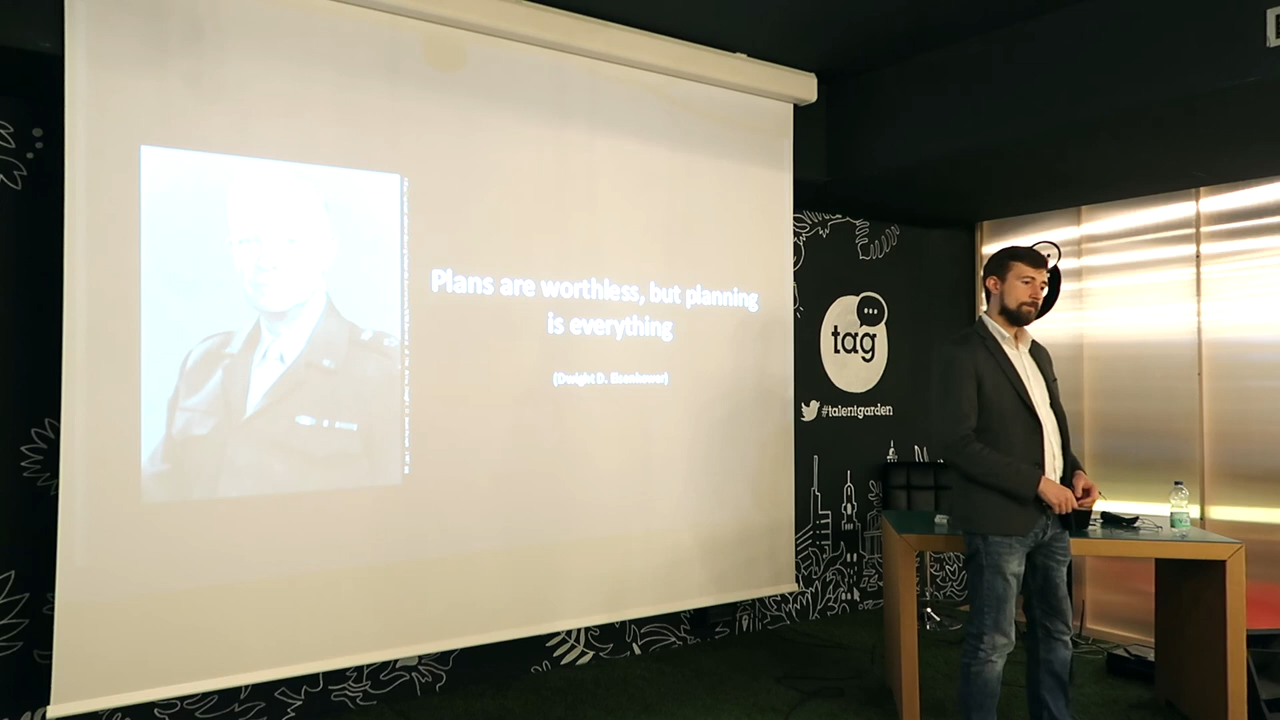 Plans are worthless, but planning
is everything
(Dwight D. Eisenhower)
tag
#talentgarden